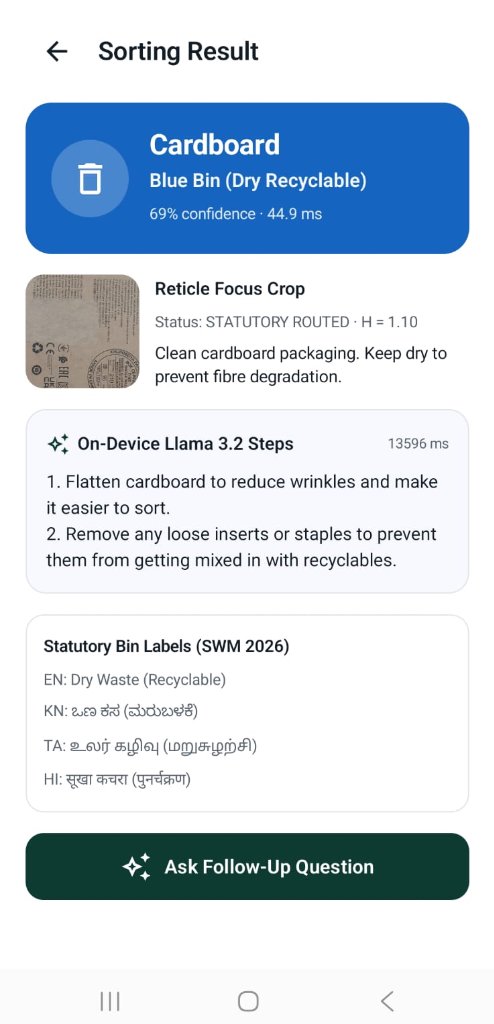 Sorting Result
Cardboard
Blue Bin (Dry Recyclable)
69% confidence · 44.9 ms
Reticle Focus Crop
Status: STATUTORY ROUTED · H = 1.10
Clean cardboard packaging. Keep dry to
prevent fibre degradation.
On-Device Llama 3.2 Steps
13596 ms
1. Flatten cardboard to reduce wrinkles and make
it easier to sort.
2. Remove any loose inserts or staples to prevent
them from getting mixed in with recyclables.
Statutory Bin Labels (SWM 2026)
EN: Dry Waste (Recyclable)
KN: ಒಣ ಕಸ (ಮರುಬಳಕೆ)
TA: உலர் கழிவு (மறுசுழற்சி)
HI: सूखा कचरा (पुनर्चक्रण)
Ask Follow-Up Question